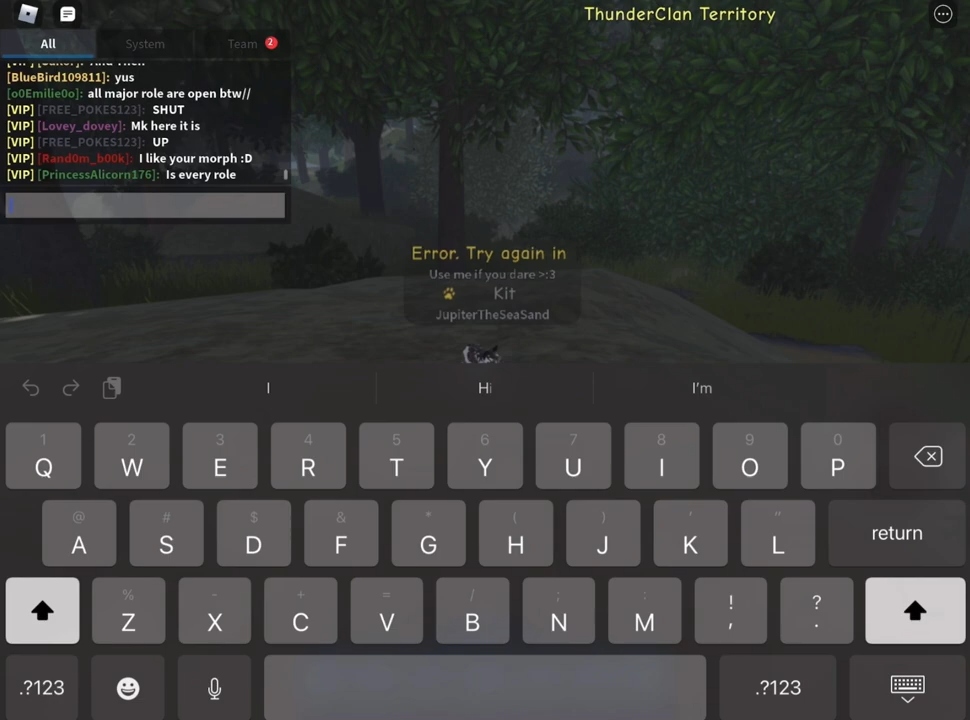 ThunderClan Territory
All
System
Team 2
[BlueBird109811]: yus
[o0Emilie0o]: all major role are open btw//
[VIP] [FREE_POKES123]: SHUT
[VIP] [Lovey_dovey]: Mk here it is
[VIP] [FREE_POKES123]: UP
[VIP] [Rand0m_b00k]: I like your morph :D
[VIP] [PrincessAlicorn176]: Is every role
Error. Try again in
Use me if you dare >:3
Kit
JupiterTheSeaSand
I
Hi
I'm
1 2 3 4 5 6 7 8 9 0
Q W E R T Y U I O P
@ # $ & * ( ) ' "
A S D F G H J K L return
% - + = / ; : ! ?
Z X C V B N M , .
.?123 .?123